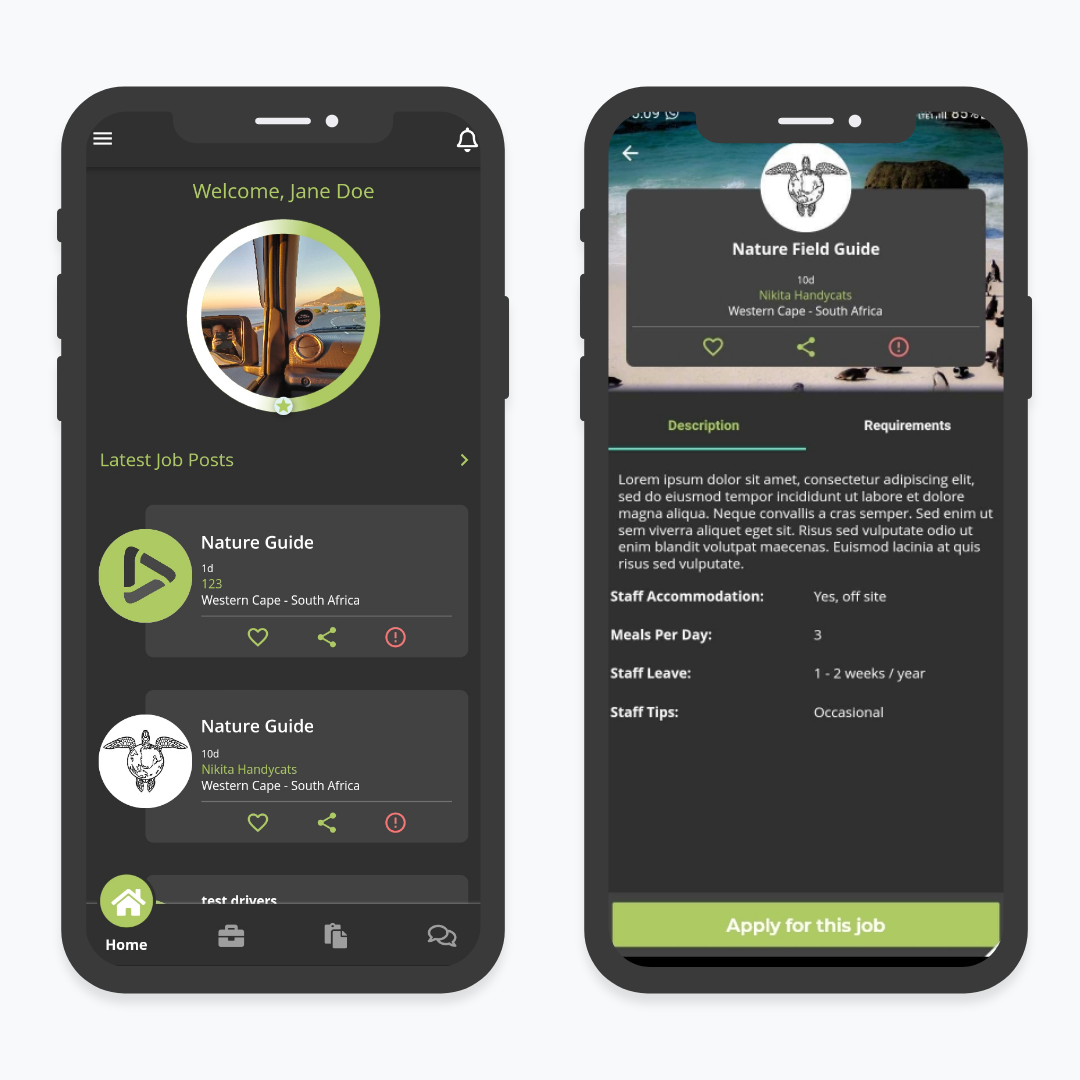 Welcome, Jane Doe
Latest Job Posts
Nature Guide
1d
123
Western Cape - South Africa
Nature Guide
10d
Nikita Handycats
Western Cape - South Africa
test drivers
Home
Nature Field Guide
10d
Nikita Handycats
Western Cape - South Africa
Description
Requirements
Lorem ipsum dolor sit amet, consectetur adipiscing elit,
sed do eiusmod tempor incididunt ut labore et dolore
magna aliqua. Neque convallis a cras semper. Sed enim ut
sem viverra aliquet eget sit. Risus sed vulputate odio ut
enim blandit volutpat maecenas. Euismod lacinia at quis
risus sed vulputate.
Staff Accommodation: Yes, off site
Meals Per Day: 3
Staff Leave: 1 - 2 weeks / year
Staff Tips: Occasional
Apply for this job